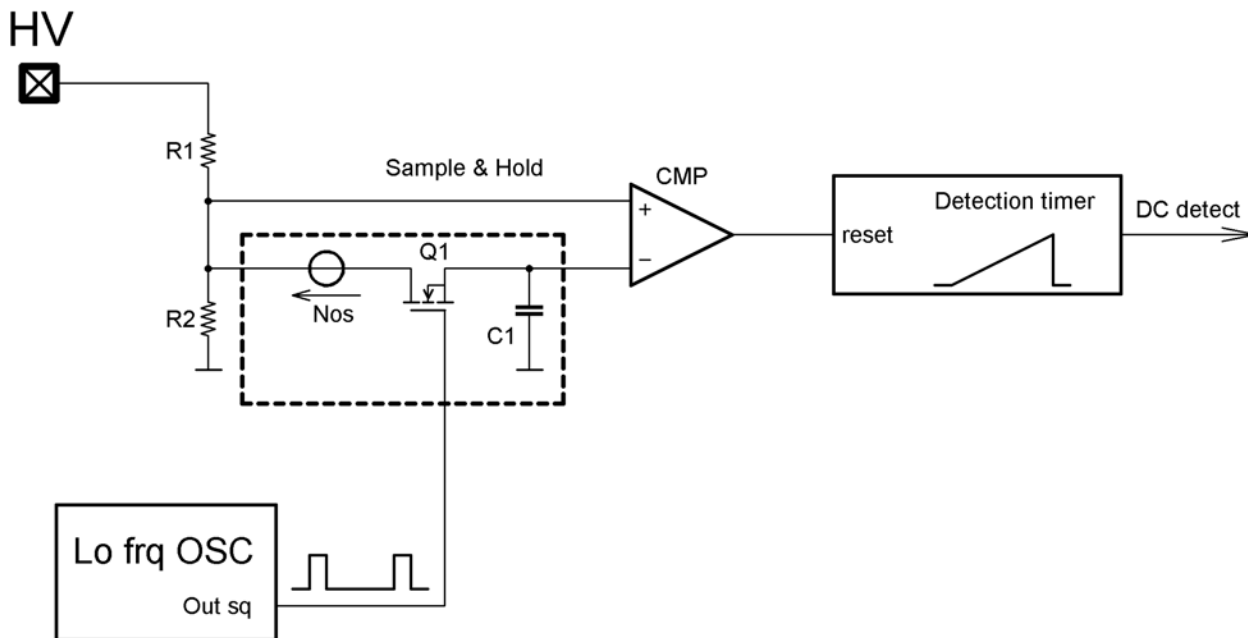 HV
R1
Sample & Hold
CMP
+
−
Detection timer
reset
DC detect
Q1
Nos
R2
C1
Lo frq OSC
Out sq